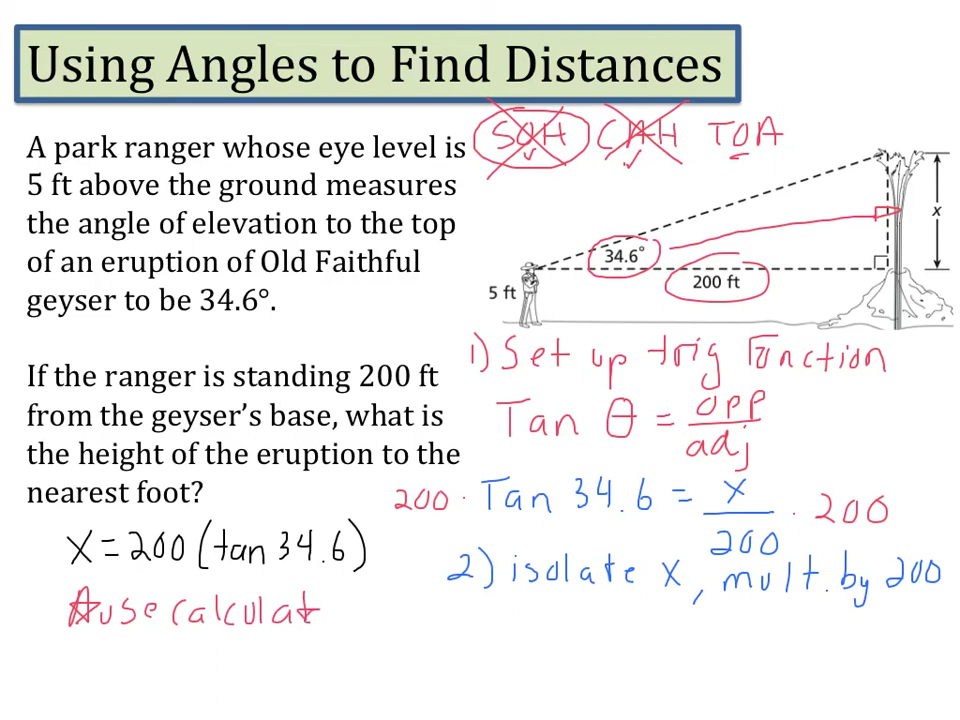 Using Angles to Find Distances
A park ranger whose eye level is
5 ft above the ground measures
the angle of elevation to the top
of an eruption of Old Faithful
geyser to be 34.6°.
If the ranger is standing 200 ft
from the geyser's base, what is
the height of the eruption to the
nearest foot?
X = 200 (tan 34.6)
use calculat
SOH CAH TOA
x
34.6°
200 ft
5 ft
1) Set up trig function
Tan θ = opp
adj
200 · Tan 34.6 = x · 200
200
2) isolate x, mult. by 200